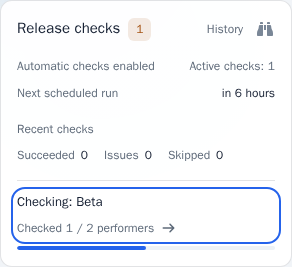 Release checks 1 History
Automatic checks enabled Active checks: 1
Next scheduled run in 6 hours
Recent checks
Succeeded 0 Issues 0 Skipped 0
Checking: Beta
Checked 1 / 2 performers →